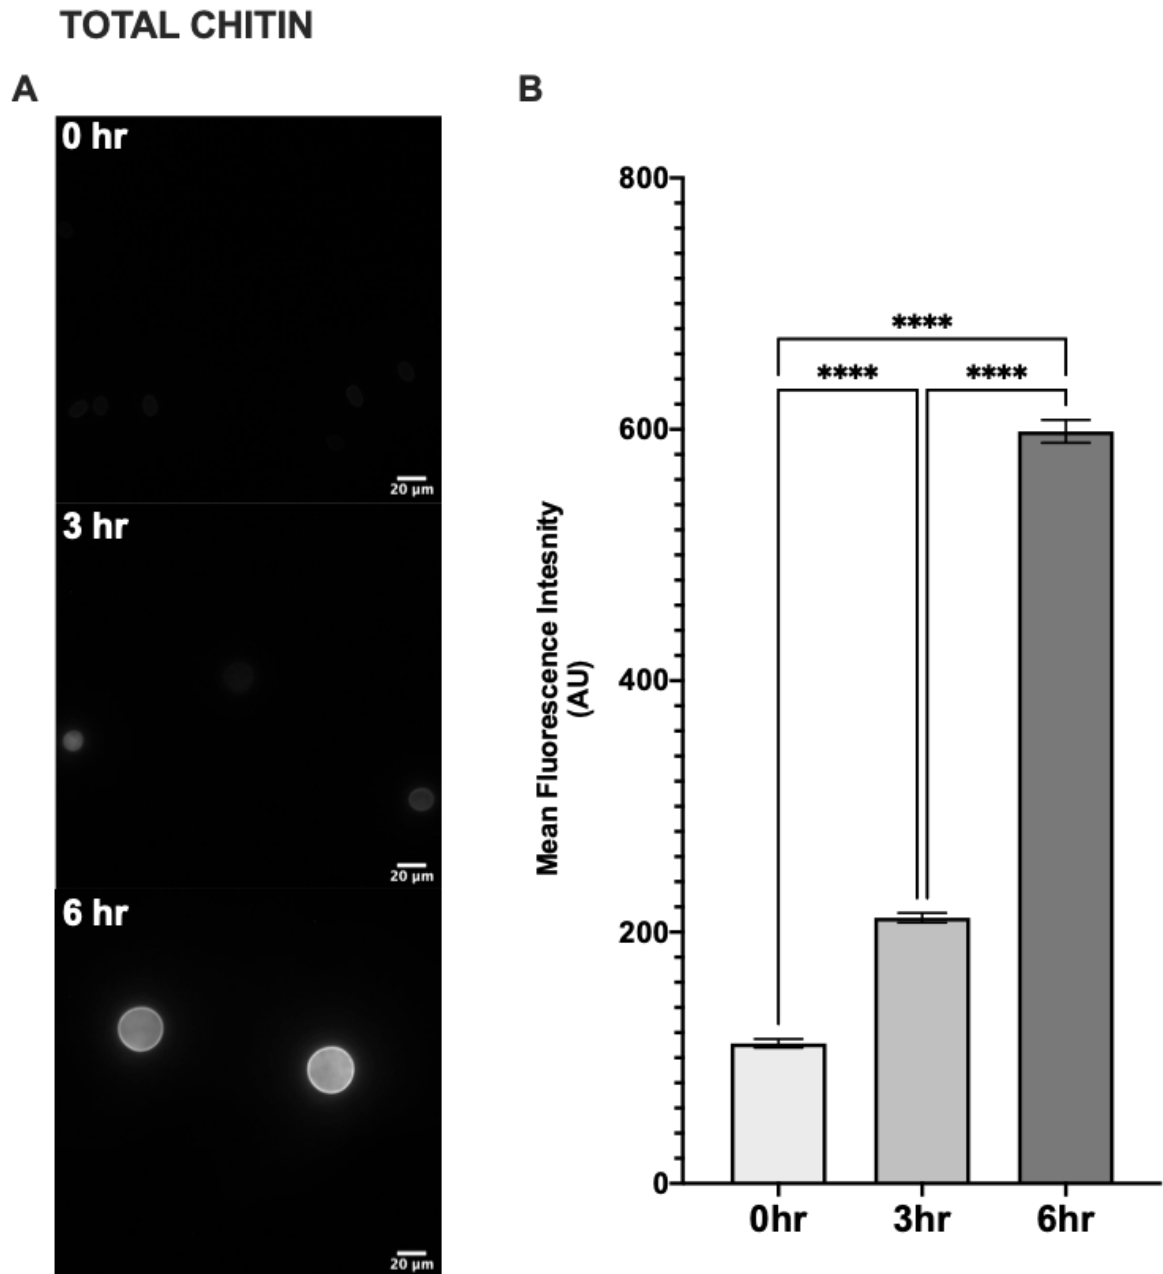 TOTAL CHITIN
A
0 hr
20 µm
3 hr
20 µm
6 hr
20 µm
B
Mean Fluorescence Intesnity
(AU)
800
600
400
200
0
****
****
****
0hr
3hr
6hr